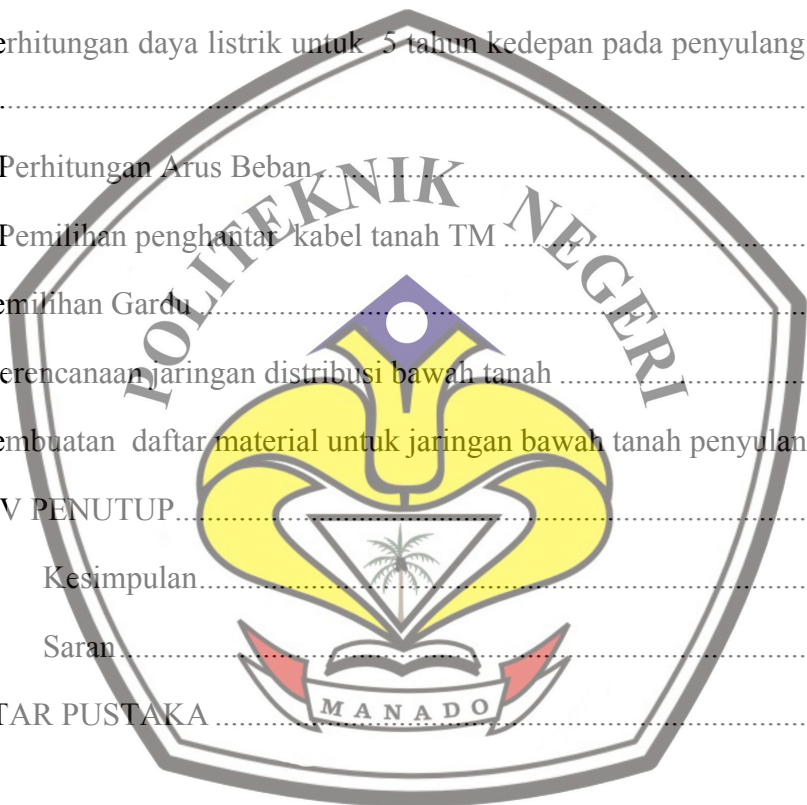 erhitungan daya listrik untuk 5 tahun kedepan pada penyulang
...............................................................................
Perhitungan Arus Beban...............................................................
Pemilihan penghantar kabel tanah TM ......................................
emilihan Gardu..............................................................................
erencanaan jaringan distribusi bawah tanah ...............................
embuatan daftar material untuk jaringan bawah tanah penyulan
V PENUTUP................................................................................
Kesimpulan.............................................................................
Saran.......................................................................................
TAR PUSTAKA ...........................................................................
POLITEKNIK NEGERI
MANADO